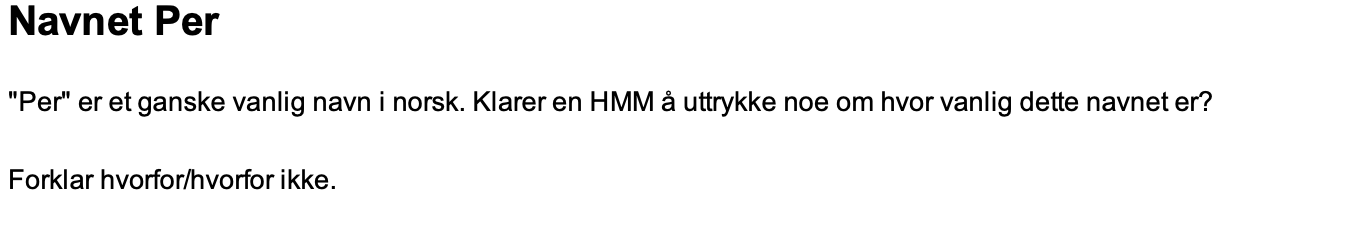 Navnet Per
"Per" er et ganske vanlig navn i norsk. Klarer en HMM å uttrykke noe om hvor vanlig dette navnet er?
Forklar hvorfor/hvorfor ikke.